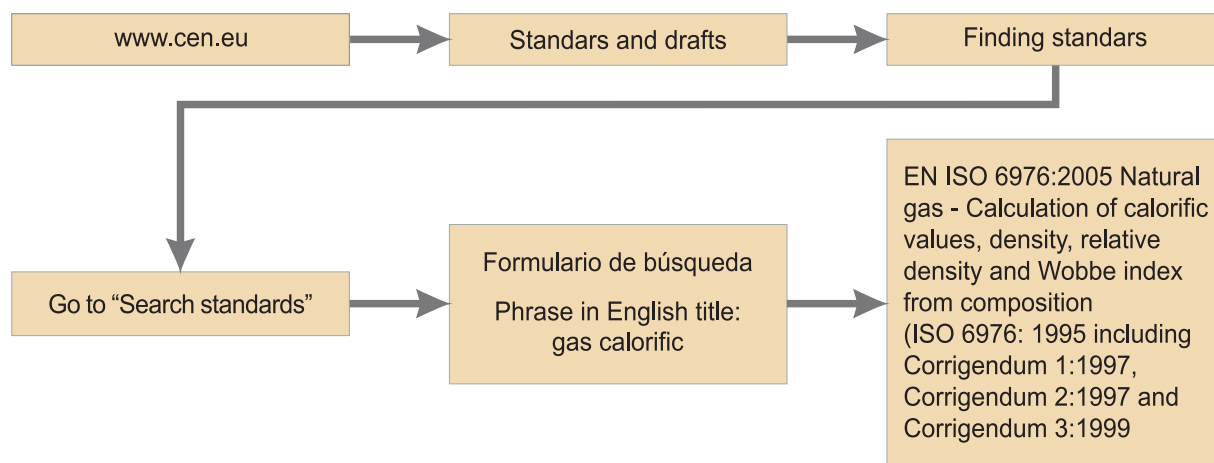 www.cen.eu
Standars and drafts
Finding standars
Go to “Search standards”
Formulario de búsqueda
Phrase in English title:
gas calorific
EN ISO 6976:2005 Natural
gas - Calculation of calorific
values, density, relative
density and Wobbe index
from composition
(ISO 6976: 1995 including
Corrigendum 1:1997,
Corrigendum 2:1997 and
Corrigendum 3:1999